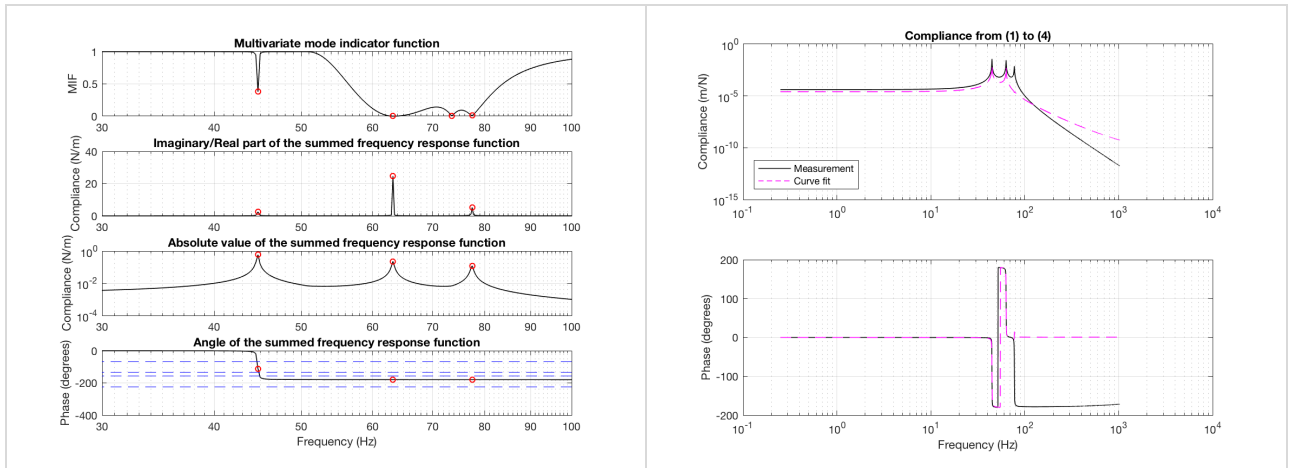 Multivariate mode indicator function
1
0.5
0
MIF
30 40 50 60 70 80 90 100
Imaginary/Real part of the summed frequency response function
40
20
0
Compliance (N/m)
30 40 50 60 70 80 90 100
Absolute value of the summed frequency response function
10^0
10^-2
10^-4
Compliance (N/m)
30 40 50 60 70 80 90 100
Angle of the summed frequency response function
0
-200
-400
Phase (degrees)
30 40 50 60 70 80 90 100
Frequency (Hz)
Compliance from (1) to (4)
10^0
10^-5
10^-10
10^-15
Compliance (m/N)
Measurement
Curve fit
10^-1 10^0 10^1 10^2 10^3 10^4
200
100
0
-100
-200
Phase (degrees)
10^-1 10^0 10^1 10^2 10^3 10^4
Frequency (Hz)